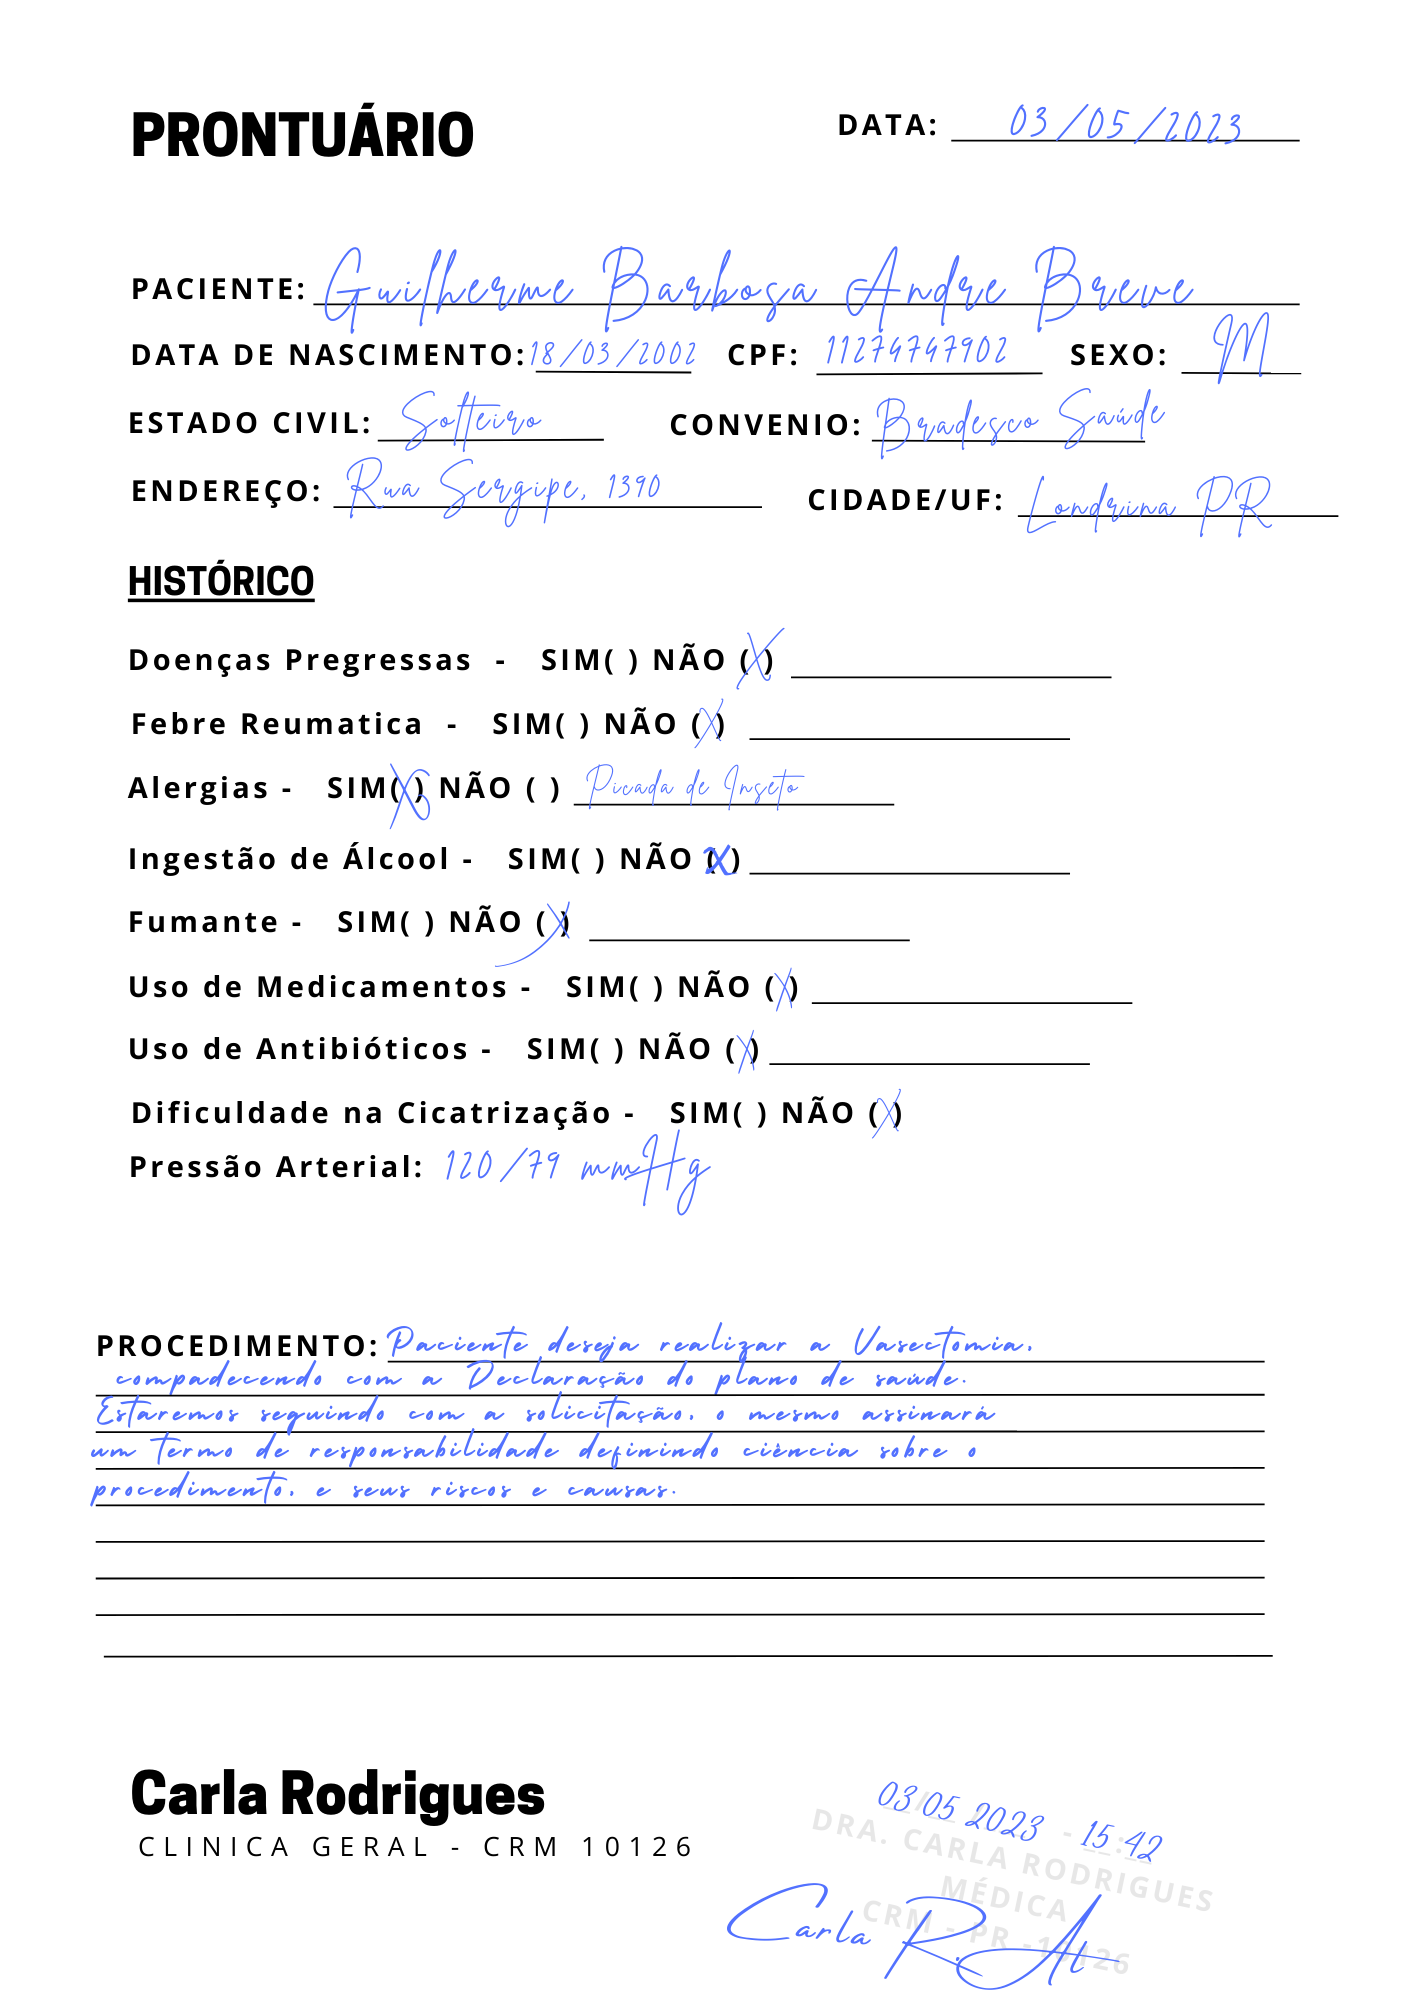 PRONTUÁRIO DATA: 03/05/2023
PACIENTE: Guilherme Barbosa Andre Breve
DATA DE NASCIMENTO: 18/03/2002 CPF: 11274747902 SEXO: M
ESTADO CIVIL: Solteiro CONVENIO: Bradesco Saúde
ENDEREÇO: Rua Sergipe, 1390 CIDADE/UF: Londrina PR
HISTÓRICO
Doenças Pregressas - SIM( ) NÃO (X)
Febre Reumatica - SIM( ) NÃO (X)
Alergias - SIM(X) NÃO ( ) Picada de Inseto
Ingestão de Álcool - SIM( ) NÃO (X)
Fumante - SIM( ) NÃO (X)
Uso de Medicamentos - SIM( ) NÃO (X)
Uso de Antibióticos - SIM( ) NÃO (X)
Dificuldade na Cicatrização - SIM( ) NÃO (X)
Pressão Arterial: 120/79 mmHg
PROCEDIMENTO: Paciente deseja realizar a Vasectomia,
compadecendo com a Declaração do plano de saúde.
Estaremos seguindo com a solicitação, o mesmo assinará
um termo de responsabilidade definindo ciência sobre o
procedimento, e seus riscos e causas.
Carla Rodrigues
CLINICA GERAL - CRM 10126
03/05 2023 - 15:42
DRA. CARLA RODRIGUES
MÉDICA
CRM - PR - 10126
Carla R. Al